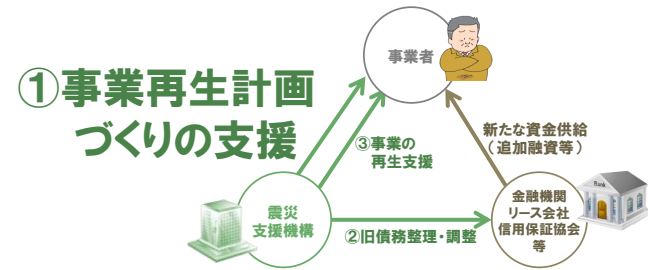 ①事業再生計画
づくりの支援
事業者
③事業の
再生支援
新たな資金供給
（追加融資等）
震災
支援機構
②旧債務整理・調整
Bank
金融機関
リース会社
信用保証協会
等